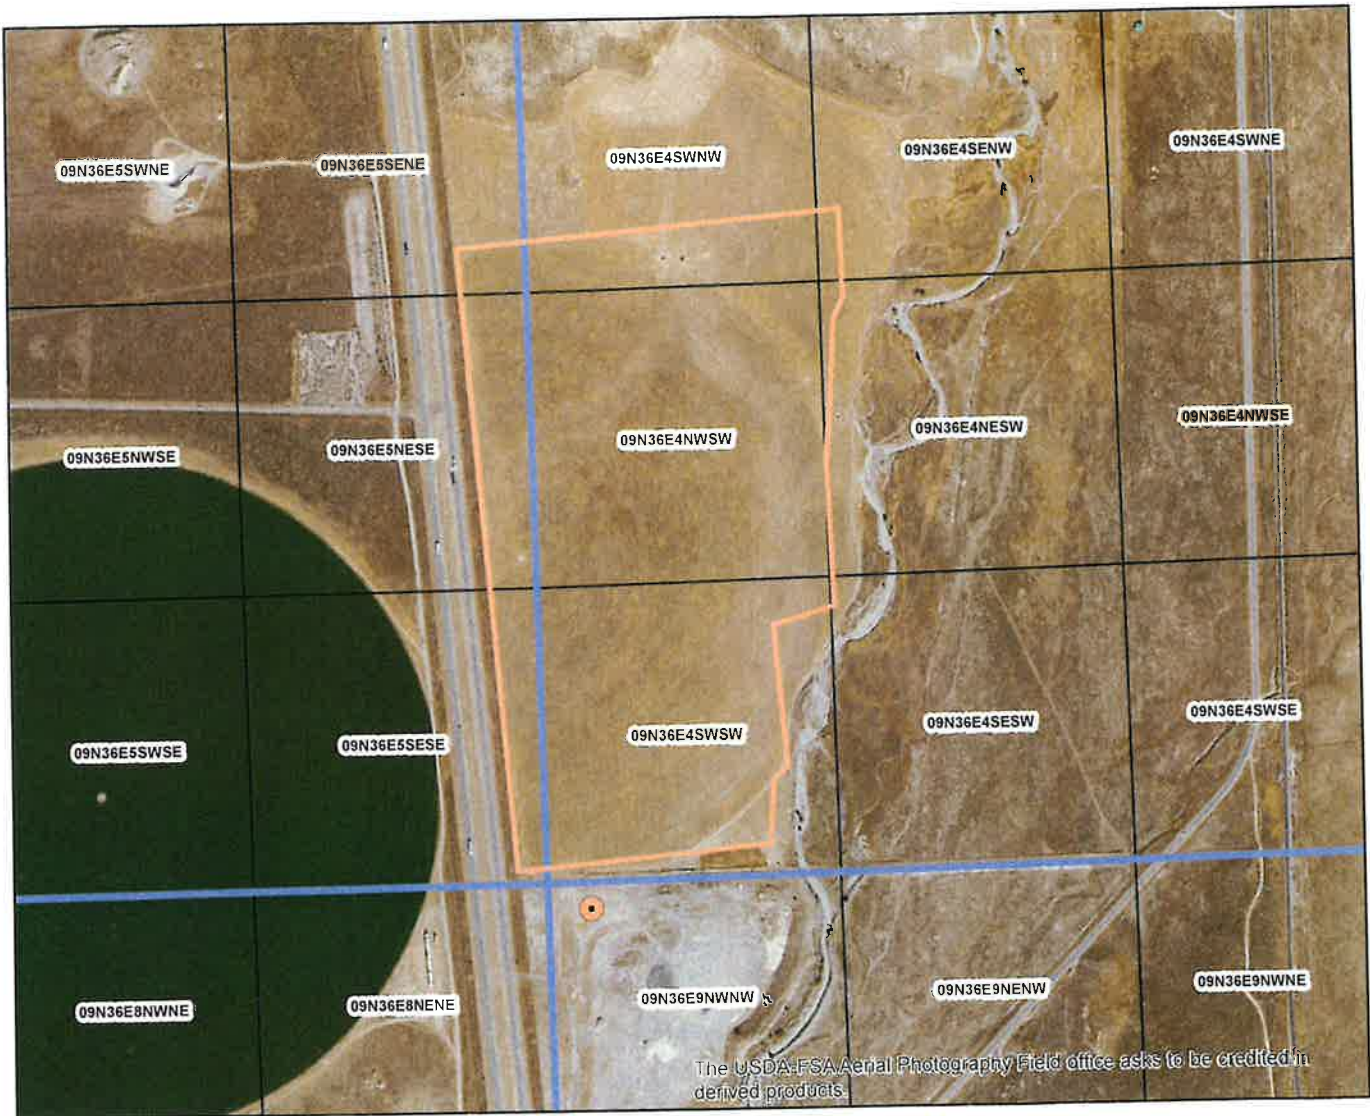 09N36E5SWNE
09N36E5SENE
09N36E4SWNW
09N36E4SENW
09N36E4SWNE
09N36E5NWSE
09N36E5NESE
09N36E4NWSW
09N36E4NESW
09N36E4NWSE
09N36E5SWSE
09N36E5SESE
09N36E4SWSW
09N36E4SESW
09N36E4SWSE
09N36E8NWNE
09N36E8NENE
09N36E9NWNW
09N36E9NENW
09N36E9NWNE
The USDA-FSA Aerial Photography Field office asks to be credited in
derived products.